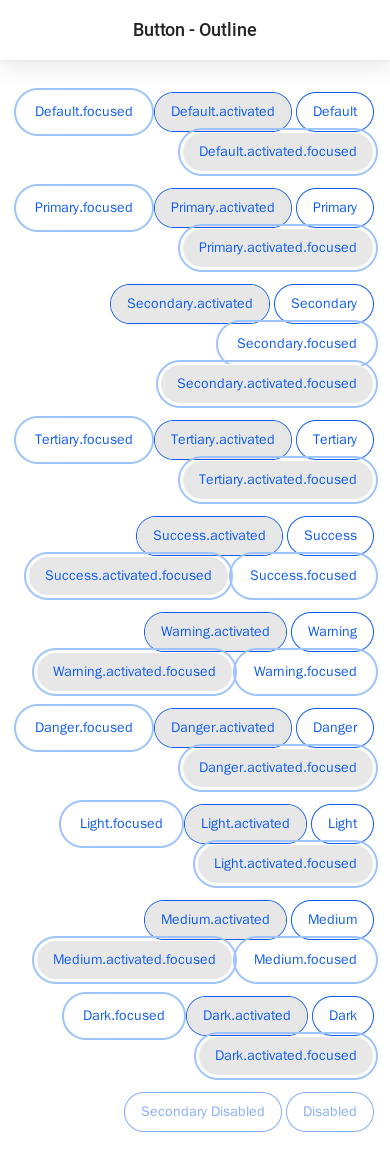 Button - Outline
Default.focused Default.activated Default
Default.activated.focused
Primary.focused Primary.activated Primary
Primary.activated.focused
Secondary.activated Secondary
Secondary.focused
Secondary.activated.focused
Tertiary.focused Tertiary.activated Tertiary
Tertiary.activated.focused
Success.activated Success
Success.activated.focused Success.focused
Warning.activated Warning
Warning.activated.focused Warning.focused
Danger.focused Danger.activated Danger
Danger.activated.focused
Light.focused Light.activated Light
Light.activated.focused
Medium.activated Medium
Medium.activated.focused Medium.focused
Dark.focused Dark.activated Dark
Dark.activated.focused
Secondary Disabled Disabled